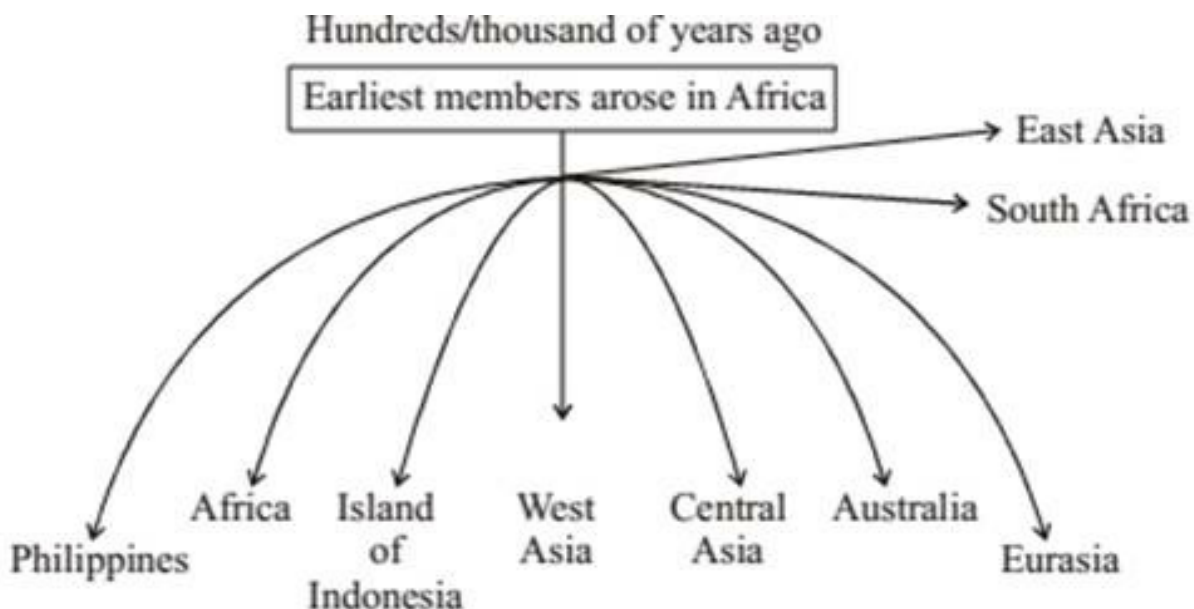 Hundreds/thousand of years ago
Earliest members arose in Africa
East Asia
South Africa
Philippines
Africa
Island
of
Indonesia
West
Asia
Central
Asia
Australia
Eurasia